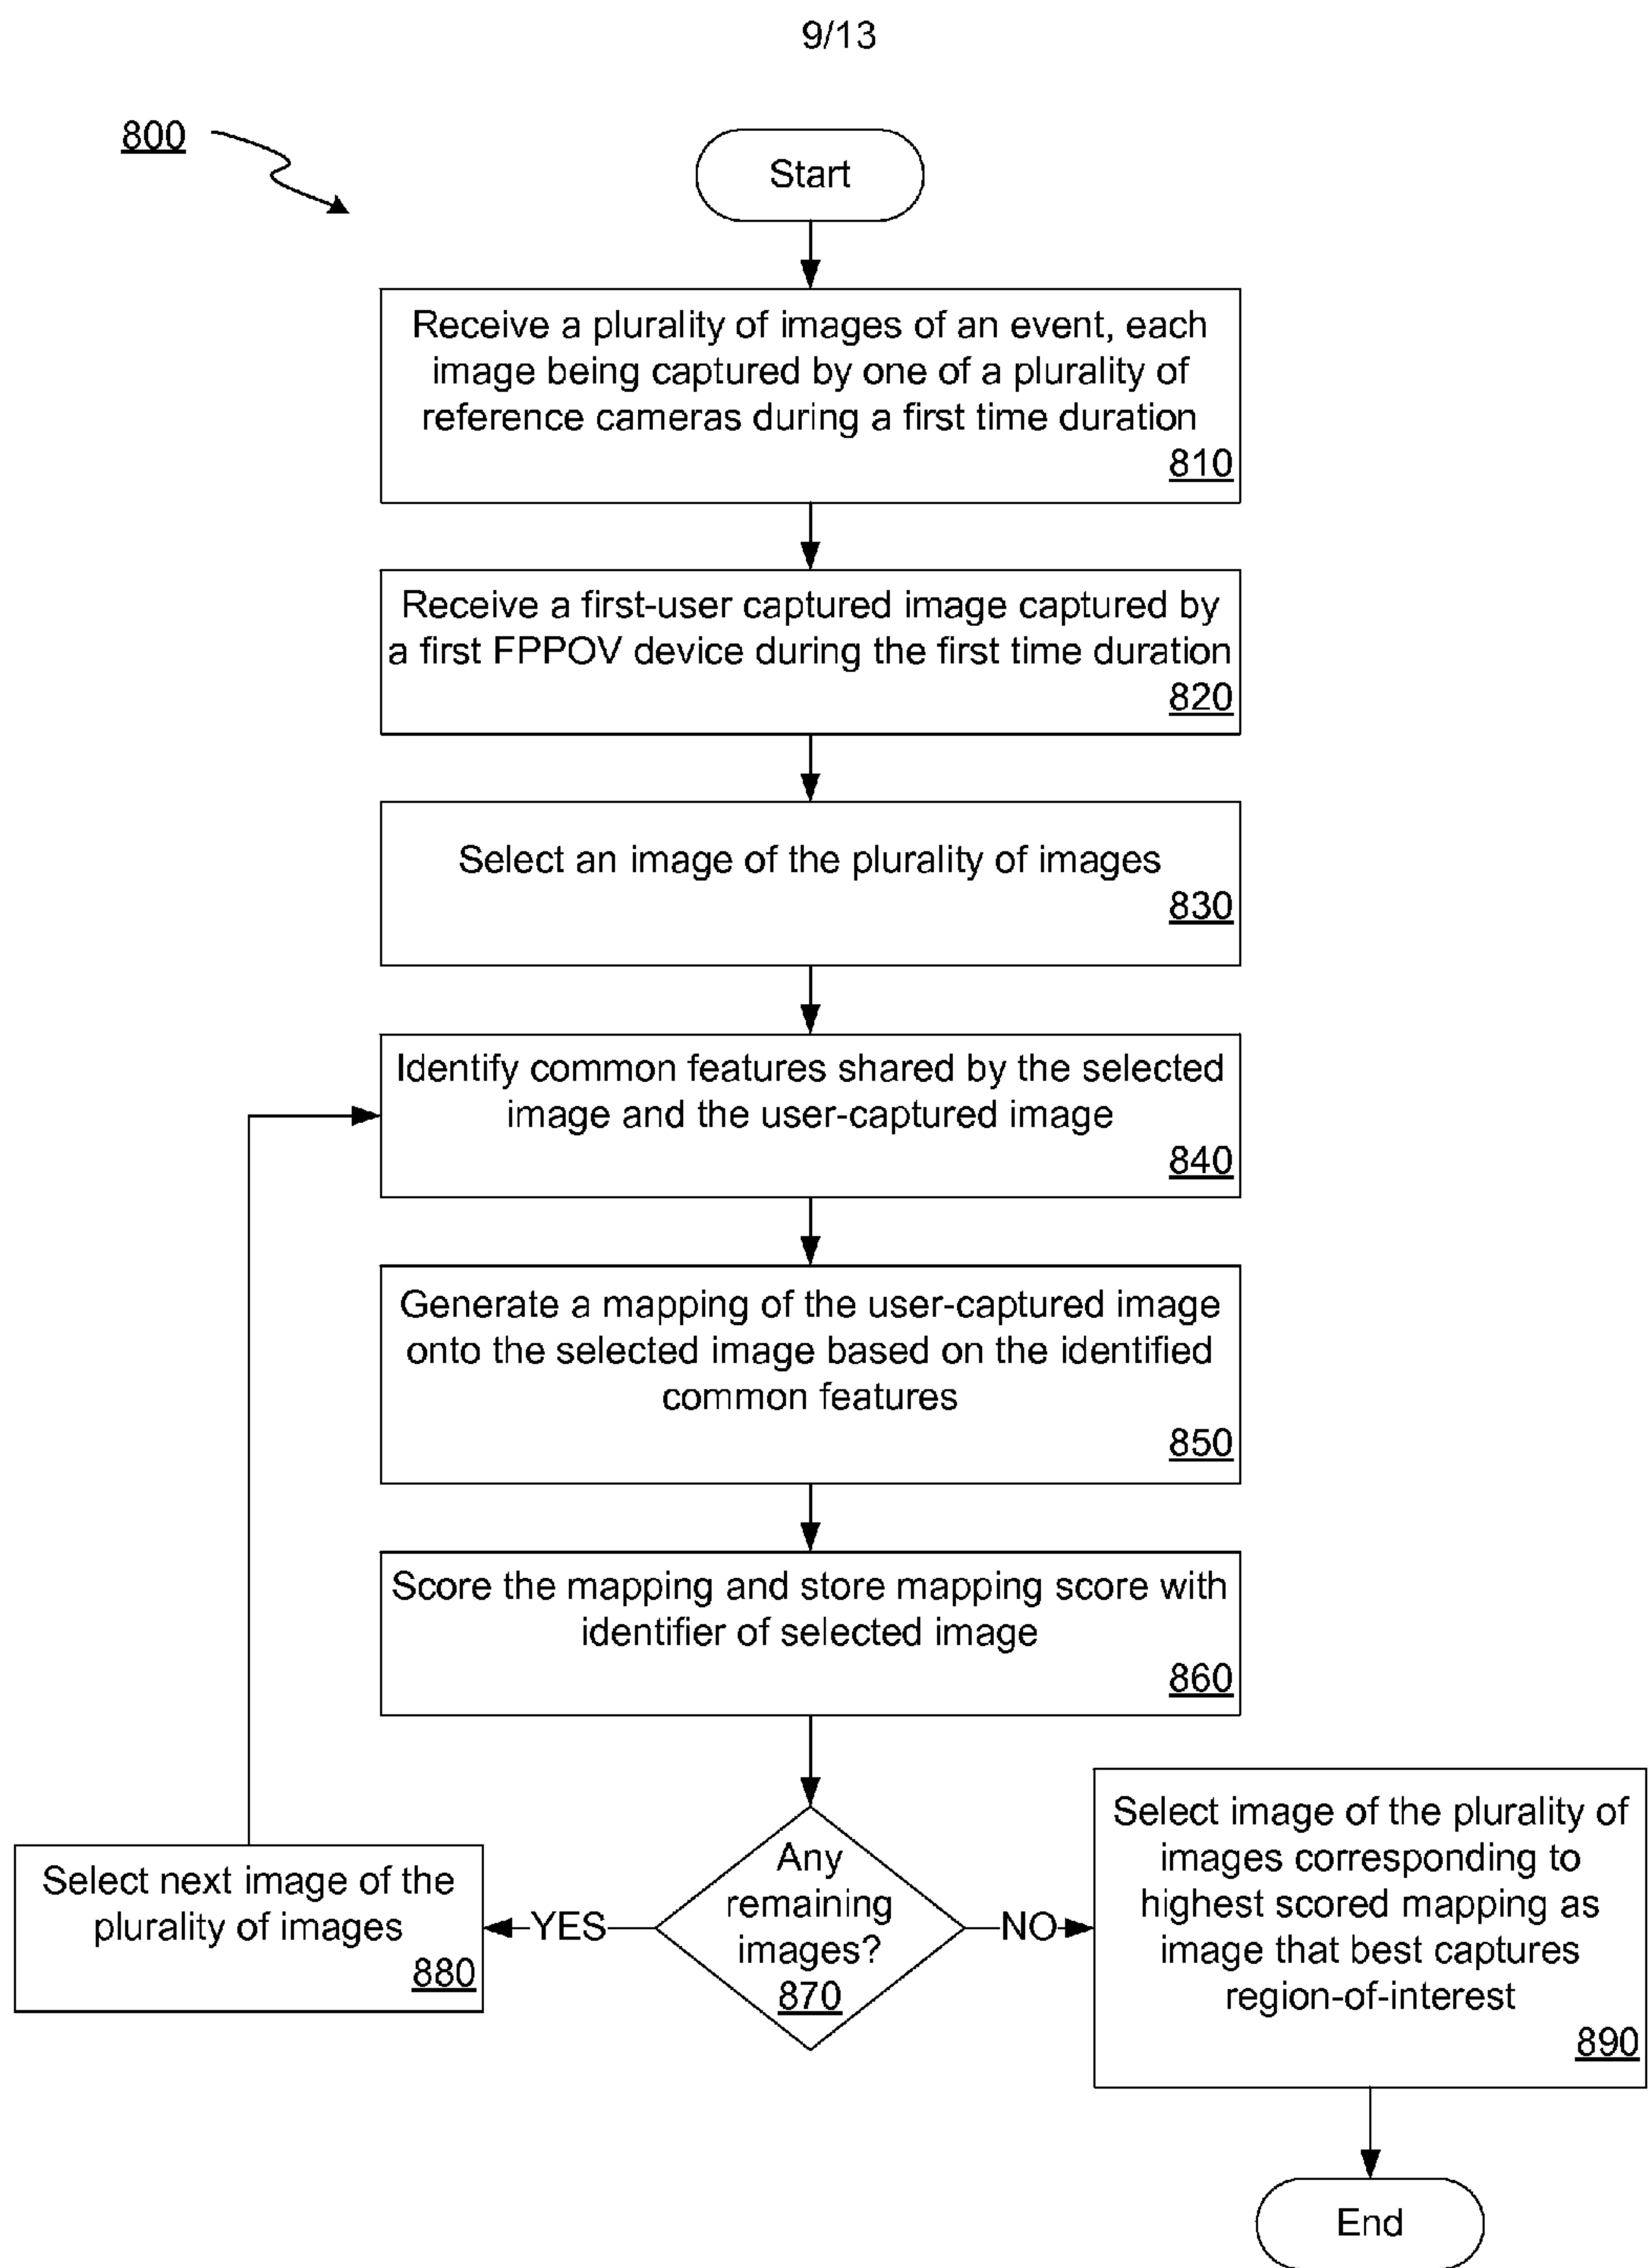 9/13
800
Start
Receive a plurality of images of an event, each
image being captured by one of a plurality of
reference cameras during a first time duration
810
Receive a first-user captured image captured by
a first FPPOV device during the first time duration
820
Select an image of the plurality of images
830
Identify common features shared by the selected
image and the user-captured image
840
Generate a mapping of the user-captured image
onto the selected image based on the identified
common features
850
Score the mapping and store mapping score with
identifier of selected image
860
Any
remaining
images?
870
YES
Select next image of the
plurality of images
880
NO
Select image of the plurality of
images corresponding to
highest scored mapping as
image that best captures
region-of-interest
890
End